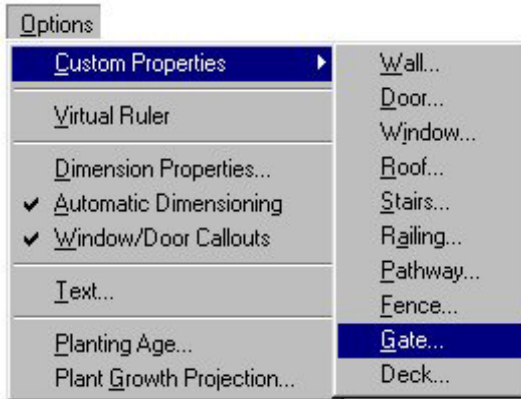 Options
Custom Properties
Virtual Ruler
Dimension Properties...
Automatic Dimensioning
Window/Door Callouts
Text...
Planting Age...
Plant Growth Projection...
Wall...
Door...
Window...
Roof...
Stairs...
Railing...
Pathway...
Fence...
Gate...
Deck...